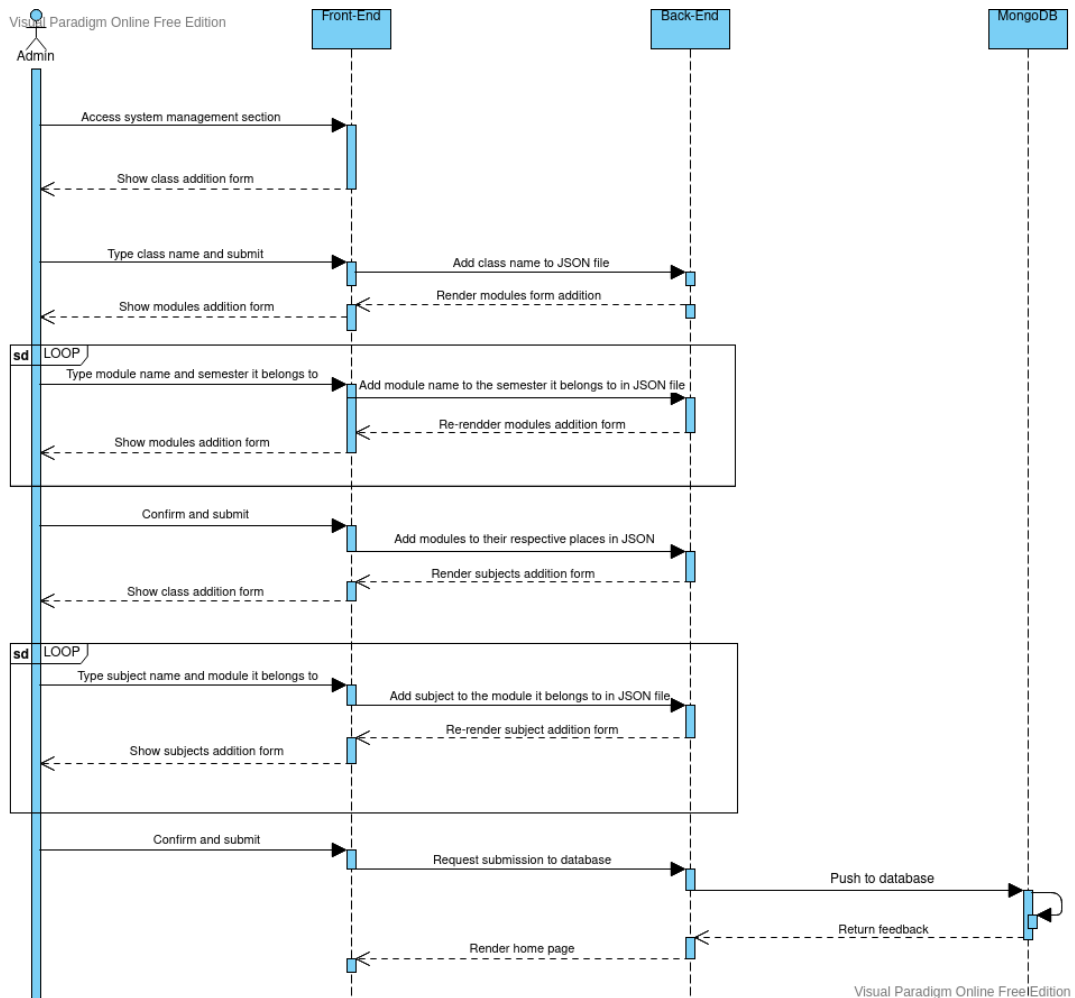 Visual Paradigm Online Free Edition
Front-End
Back-End
MongoDB
Admin
Access system management section
Show class addition form
Type class name and submit
Add class name to JSON file
Render modules form addition
Show modules addition form
sd LOOP
Type module name and semester it belongs to
Add module name to the semester it belongs to in JSON file
Re-rendder modules addition form
Show modules addition form
Confirm and submit
Add modules to their respective places in JSON
Render subjects addition form
Show class addition form
sd LOOP
Type subject name and module it belongs to
Add subject to the module it belongs to in JSON file
Re-render subject addition form
Show subjects addition form
Confirm and submit
Request submission to database
Push to database
Return feedback
Render home page
Visual Paradigm Online Free Edition